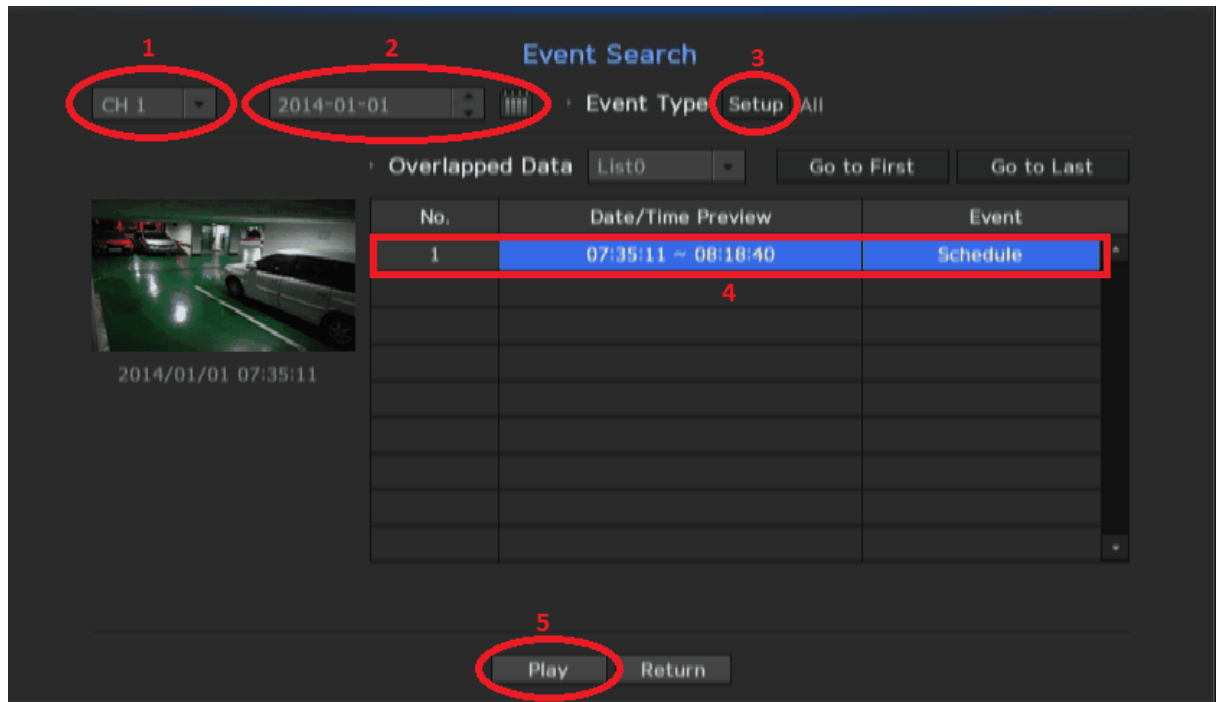 Event Search
1 2 3
CH 1 2014-01-01 Event Type Setup All
Overlapped Data List0 Go to First Go to Last
No. Date/Time Preview Event
1 07:35:11 ~ 08:18:40 Schedule
4
2014/01/01 07:35:11
5
Play Return